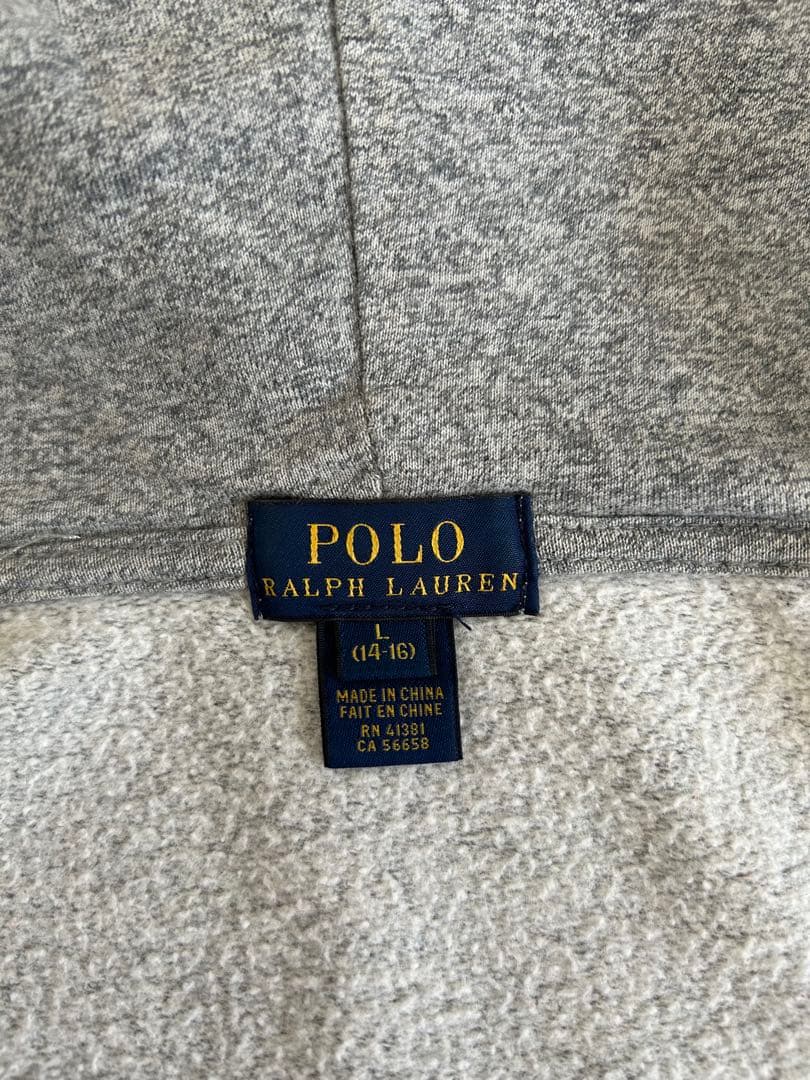 POLO
RALPH LAUREN
L
(14-16)
MADE IN CHINA
FAIT EN CHINE
RN 41381
CA 56658